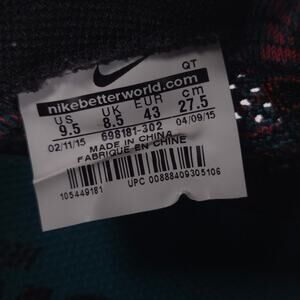 QT
nikebetterworld.com
US UK EUR cm
9.5 8.5 43 27.5
02/11/15 698181-302 04/09/15
MADE IN CHINA
FABRIQUÉ EN CHINE
105449181
UPC 00888409305106